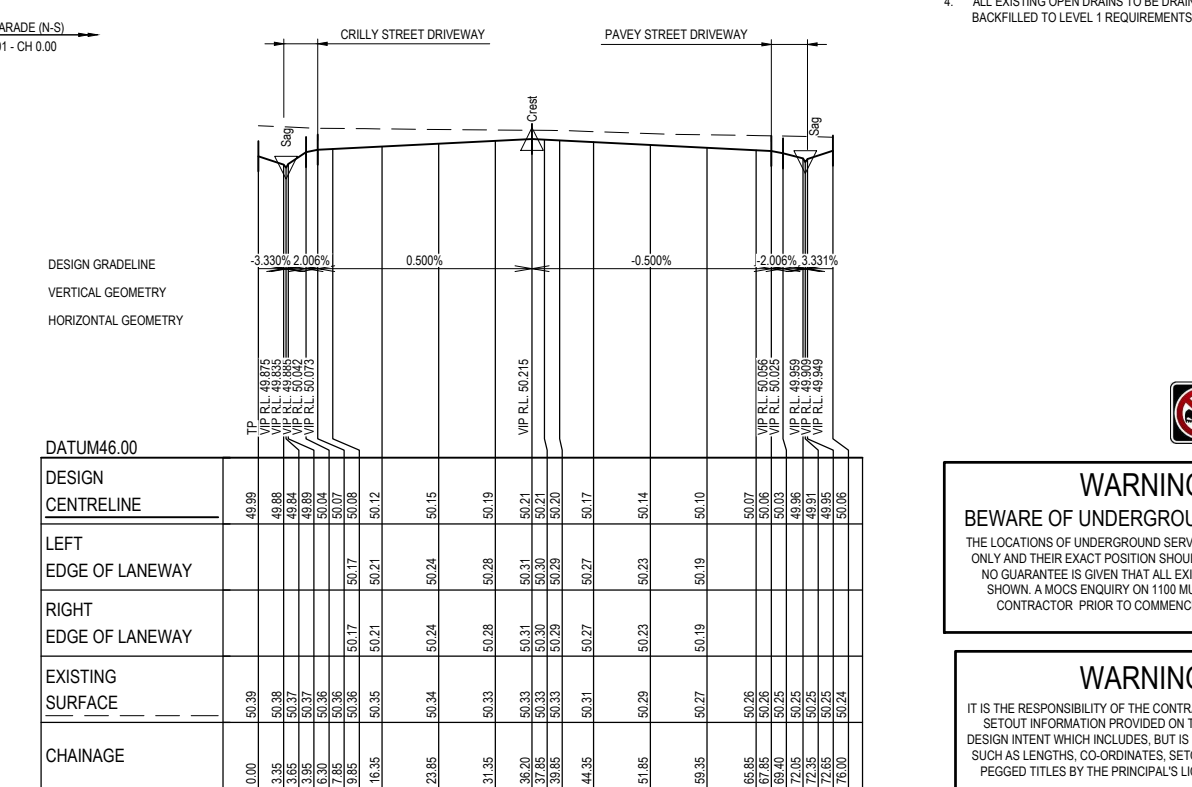 4. ALL EXISTING OPEN DRAINS TO BE DRAIN
BACKFILLED TO LEVEL 1 REQUIREMENTS
ARADE (N-S)
01 - CH 0.00
CRILLY STREET DRIVEWAY
PAVEY STREET DRIVEWAY
Sag
Crest
Sag
DESIGN GRADELINE
-3.330% 2.006% 0.500% -0.500% -2.006% 3.331%
VERTICAL GEOMETRY
HORIZONTAL GEOMETRY
TP
VIP R.L. 49.875
VIP R.L. 49.835
VIP R.L. 49.885
VIP R.L. 50.042
VIP R.L. 50.073
VIP R.L. 50.215
VIP R.L. 50.056
VIP R.L. 50.025
VIP R.L. 49.959
VIP R.L. 49.909
VIP R.L. 49.949
DATUM46.00
DESIGN
CENTRELINE
49.99 49.88 49.84 49.89 50.04 50.07 50.08 50.12 50.15 50.19 50.21 50.21 50.20 50.17 50.14 50.10 50.07 50.06 50.03 49.96 49.91 49.95 50.06
LEFT
EDGE OF LANEWAY
50.17 50.21 50.24 50.28 50.31 50.30 50.29 50.27 50.23 50.19
RIGHT
EDGE OF LANEWAY
50.17 50.21 50.24 50.28 50.31 50.30 50.29 50.27 50.23 50.19
EXISTING
SURFACE
50.39 50.38 50.37 50.37 50.36 50.36 50.36 50.35 50.34 50.33 50.33 50.33 50.33 50.31 50.29 50.27 50.26 50.26 50.25 50.25 50.25 50.25 50.24
CHAINAGE
0.00 3.35 3.65 3.95 6.30 7.85 9.85 16.35 23.85 31.35 36.20 37.85 39.85 44.35 51.85 59.35 65.85 67.85 69.40 72.05 72.35 72.65 76.00
WARNING
BEWARE OF UNDERGROU
THE LOCATIONS OF UNDERGROUND SERV
ONLY AND THEIR EXACT POSITION SHOUL
NO GUARANTEE IS GIVEN THAT ALL EXI
SHOWN. A MOCS ENQUIRY ON 1100 MU
CONTRACTOR PRIOR TO COMMENC
WARNING
IT IS THE RESPONSIBILITY OF THE CONTRA
SETOUT INFORMATION PROVIDED ON T
DESIGN INTENT WHICH INCLUDES, BUT IS
SUCH AS LENGTHS, CO-ORDINATES, SETO
PEGGED TITLES BY THE PRINCIPAL'S LIC